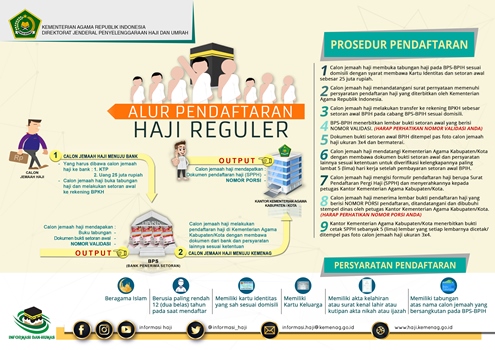 KEMENTERIAN AGAMA REPUBLIK INDONESIA
DIREKTORAT JENDERAL PENYELENGGARAAN HAJI DAN UMRAH
ALUR PENDAFTARAN
HAJI REGULER
Rp
CALON
JEMAAH HAJI
1 CALON JEMAAH HAJI MENUJU BANK
Yang harus dibawa calon jemaah
haji ke bank : 1. KTP
2. Uang 25 juta rupiah
Calon jemaah haji buka tabungan
haji dan melakukan setoran awal
ke rekening BPKH
OUTPUT
Calon jemaah haji mendapatkan :
Buku tabungan
Dokumen bukti setoran awal
NOMOR VALIDASI
BPS
(BANK PENERIMA SETORAN)
2 CALON JEMAAH HAJI MENUJU KEMENAG
Calon jemaah haji melakukan
pendaftaran haji di Kementerian Agama
Kabupaten/Kota dengan membawa
dokumen dari bank dan persyaratan
lainnya sesuai ketentuan
OUTPUT
Calon jemaah haji mendapatkan
Dokumen pendaftaran haji (SPPH)
NOMOR PORSI
KANTOR KEMENTERIAN AGAMA
KABUPATEN / KOTA
PROSEDUR PENDAFTARAN
1 Calon jemaah haji membuka tabungan haji pada BPS-BPIH sesuai
domisili dengan syarat membawa Kartu Identitas dan setoran awal
sebesar 25 juta rupiah.
2 Calon jemaah haji menandatangani surat pernyataan memenuhi
persyaratan pendaftaran haji yang diterbitkan oleh Kementerian
Agama Republik Indonesia.
3 Calon jemaah haji melakukan transfer ke rekening BPKH sebesar
setoran awal BPIH pada cabang BPS-BPIH sesuai domisili.
4 BPS-BPIH menerbitkan lembar bukti setoran awal yang berisi
NOMOR VALIDASI. (HARAP PERHATIKAN NOMOR VALIDASI ANDA)
5 Dokumen bukti setoran awal BPIH ditempel pas foto calon jemaah
haji ukuran 3x4 dan bermaterai.
6 Calon jemaah haji mendatangi Kementerian Agama Kabupaten/Kota
dengan membawa dokumen bukti setoran awal dan persyaratan
lainnya sesuai ketentuan untuk diverifikasi kelengkapannya paling
lambat 5 (lima) hari kerja setelah pembayaran setoran awal BPIH.
7 Calon jemaah haji mengisi formulir pendaftaran haji berupa Surat
Pendaftaran Pergi Haji (SPPH) dan menyerahkannya kepada
petugas Kantor Kementerian Agama Kabupaten/Kota.
8 Calon jemaah haji menerima lembar bukti pendaftaran haji yang
berisi NOMOR PORSI pendaftaran, ditandatangani dan dibubuhi
stempel dinas oleh petugas Kantor Kementerian Agama Kabupaten/Kota.
(HARAP PERHATIKAN NOMOR PORSI ANDA)
9 Kantor Kementerian Agama Kabupaten/Kota menerbitkan bukti
cetak SPPH sebanyak 5 (lima) lembar yang setiap lembarnya dicetak/
ditempel pas foto calon jemaah haji ukuran 3x4.
PERSYARATAN PENDAFTARAN
Beragama Islam
Berusia paling rendah
12 (dua belas) tahun
pada saat mendaftar
Memiliki kartu identitas
yang sah sesuai domisili
Memiliki
Kartu Keluarga
Memiliki akta kelahiran
atau surat kenal lahir atau
kutipan akta nikah atau ijazah
Memiliki tabungan
atas nama calon jemaah yang
bersangkutan pada BPS-BPIH
INFORMASI DAN HUMAS
informasi haji
@informasi_haji
@informasi.haji
informasi haji
informasi.haji@kemenag.go.id
www.haji.kemenag.go.id